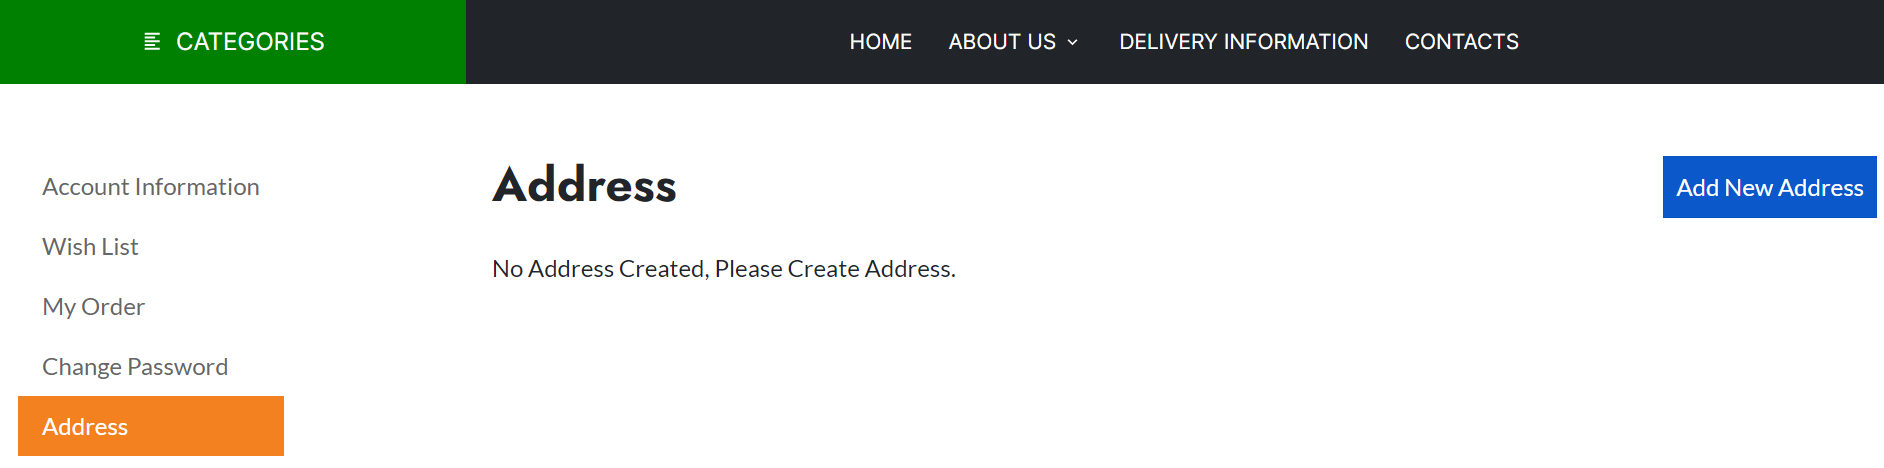 CATEGORIES
HOME ABOUT US DELIVERY INFORMATION CONTACTS
Account Information
Wish List
My Order
Change Password
Address
Address
Add New Address
No Address Created, Please Create Address.